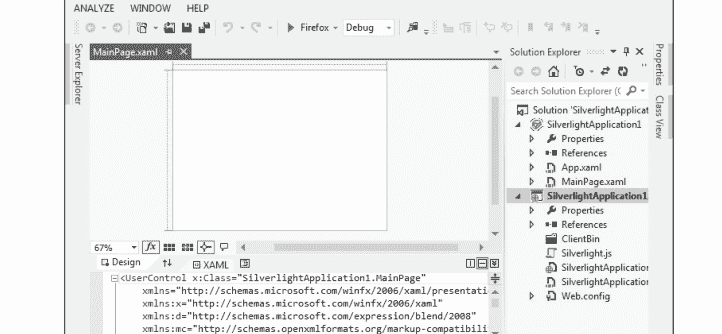 ANALYZE WINDOW HELP
Firefox Debug
Server Explorer
MainPage.xaml
67%
Design XAML
<UserControl x:Class="SilverlightApplication1.MainPage"
xmlns="http://schemas.microsoft.com/winfx/2006/xaml/presentati
xmlns:x="http://schemas.microsoft.com/winfx/2006/xaml"
xmlns:d="http://schemas.microsoft.com/expression/blend/2008"
xmlns:mc="http://schemas.openxmlformats.org/markup-compatibili
Solution Explorer
Search Solution Explorer (C
Solution 'SilverlightApplicat
SilverlightApplication1
Properties
References
App.xaml
MainPage.xaml
SilverlightApplication1
Properties
References
ClientBin
Silverlight.js
SilverlightApplication
SilverlightApplication
Web.config
Properties
Class View